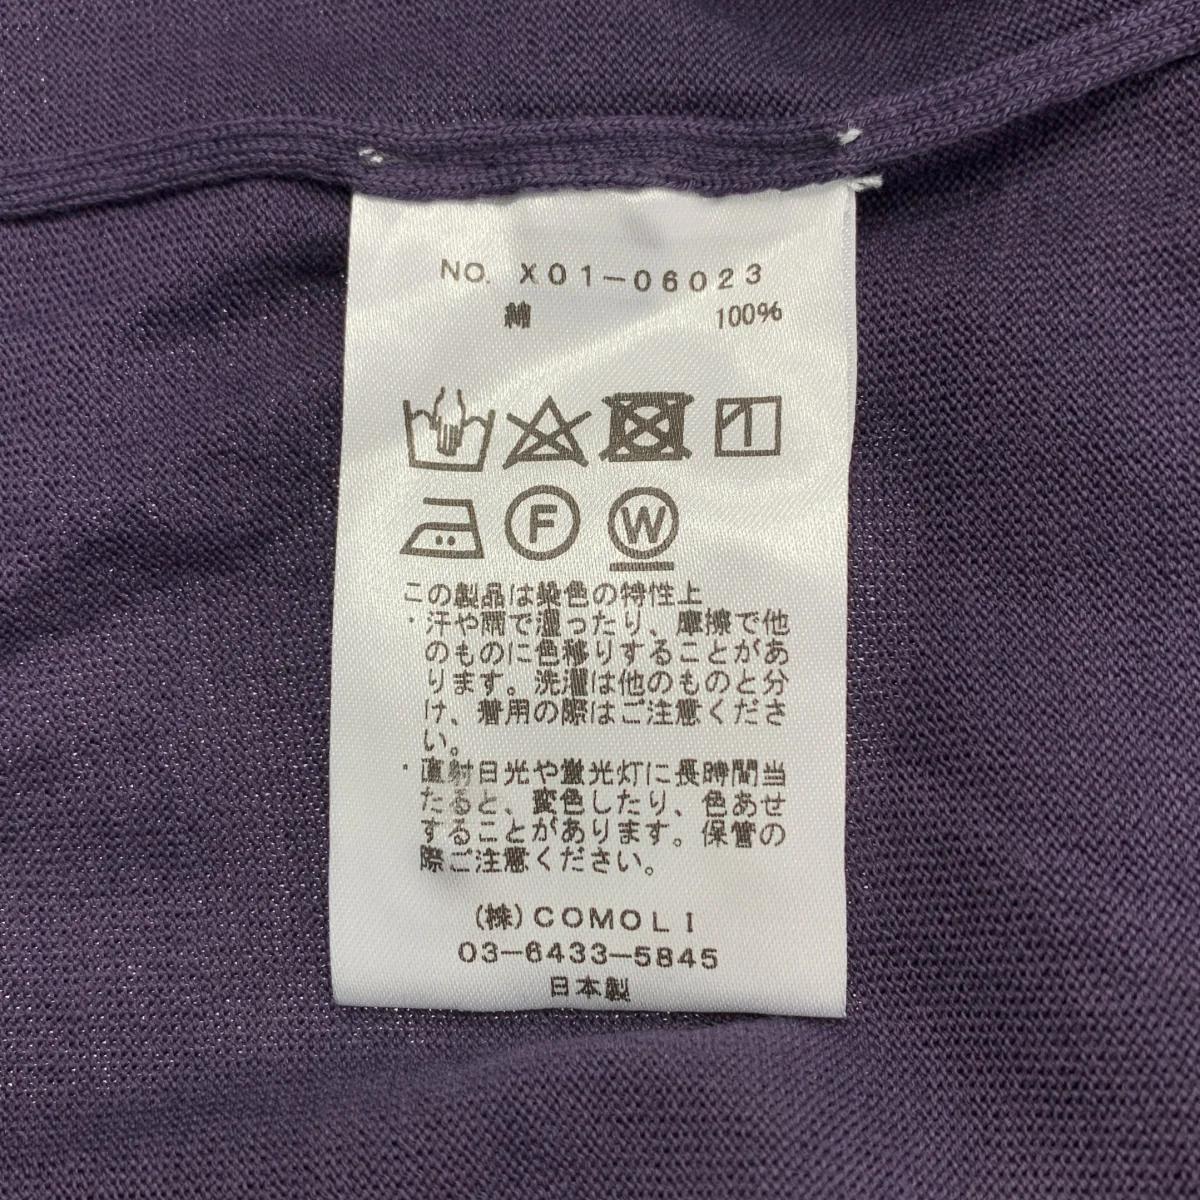 NO. X01-06023
綿 100%
F W
この製品は染色の特性上
・汗や雨で湿ったり、摩擦で他
のものに色移りすることがあ
ります。洗濯は他のものと分
け、着用の際はご注意くださ
い。
・直射日光や蛍光灯に長時間当
たると、変色したり、色あせ
することがあります。保管の
際ご注意ください。
(株)COMOLI
03-6433-5845
日本製